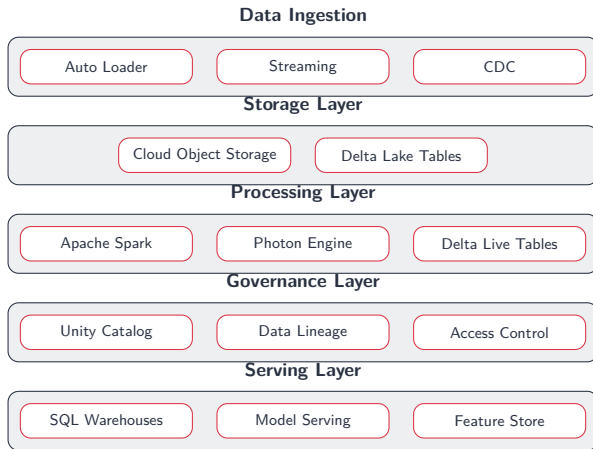 Data Ingestion
Auto Loader
Streaming
CDC
Storage Layer
Cloud Object Storage
Delta Lake Tables
Processing Layer
Apache Spark
Photon Engine
Delta Live Tables
Governance Layer
Unity Catalog
Data Lineage
Access Control
Serving Layer
SQL Warehouses
Model Serving
Feature Store